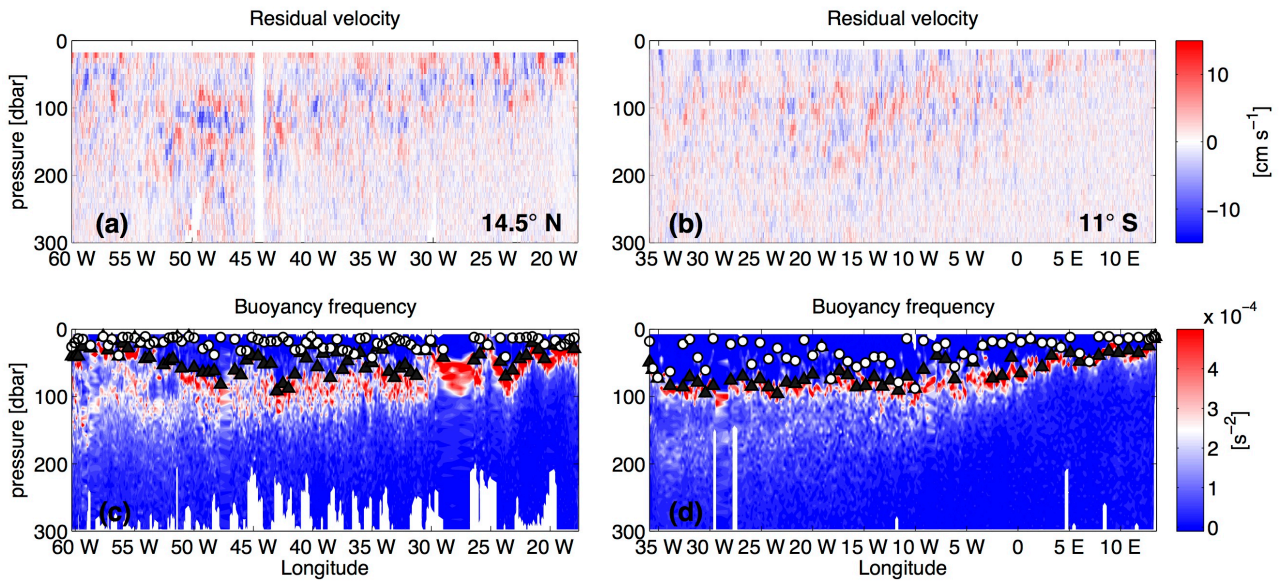 Residual velocity
0
100
200
300
pressure [dbar]
(a)
14.5° N
60 W 55 W 50 W 45 W 40 W 35 W 30 W 25 W 20 W
Residual velocity
0
100
200
300
(b)
11° S
35 W 30 W 25 W 20 W 15 W 10 W 5 W 0 5 E 10 E
10
0
−10
[cm s⁻¹]
Buoyancy frequency
0
100
200
300
pressure [dbar]
(c)
60 W 55 W 50 W 45 W 40 W 35 W 30 W 25 W 20 W
Longitude
Buoyancy frequency
0
100
200
300
(d)
35 W 30 W 25 W 20 W 15 W 10 W 5 W 0 5 E 10 E
Longitude
x 10⁻⁴
4
3
2
1
0
[s⁻²]